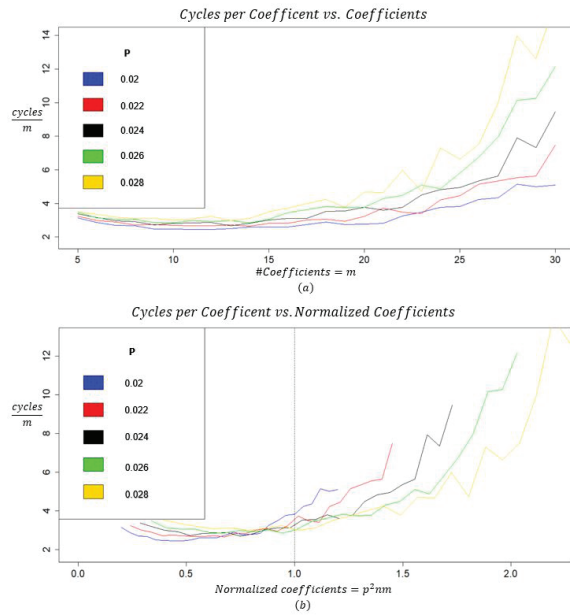 Cycles per Coefficent vs. Coefficients
P
0.02
0.022
0.024
0.026
0.028
cycles
m
14
12
10
8
6
4
2
5 10 15 20 25 30
#Coefficients = m
(a)
Cycles per Coefficent vs. Normalized Coefficients
P
0.02
0.022
0.024
0.026
0.028
cycles
m
12
10
8
6
4
2
0.0 0.5 1.0 1.5 2.0
Normalized coefficients = p²nm
(b)